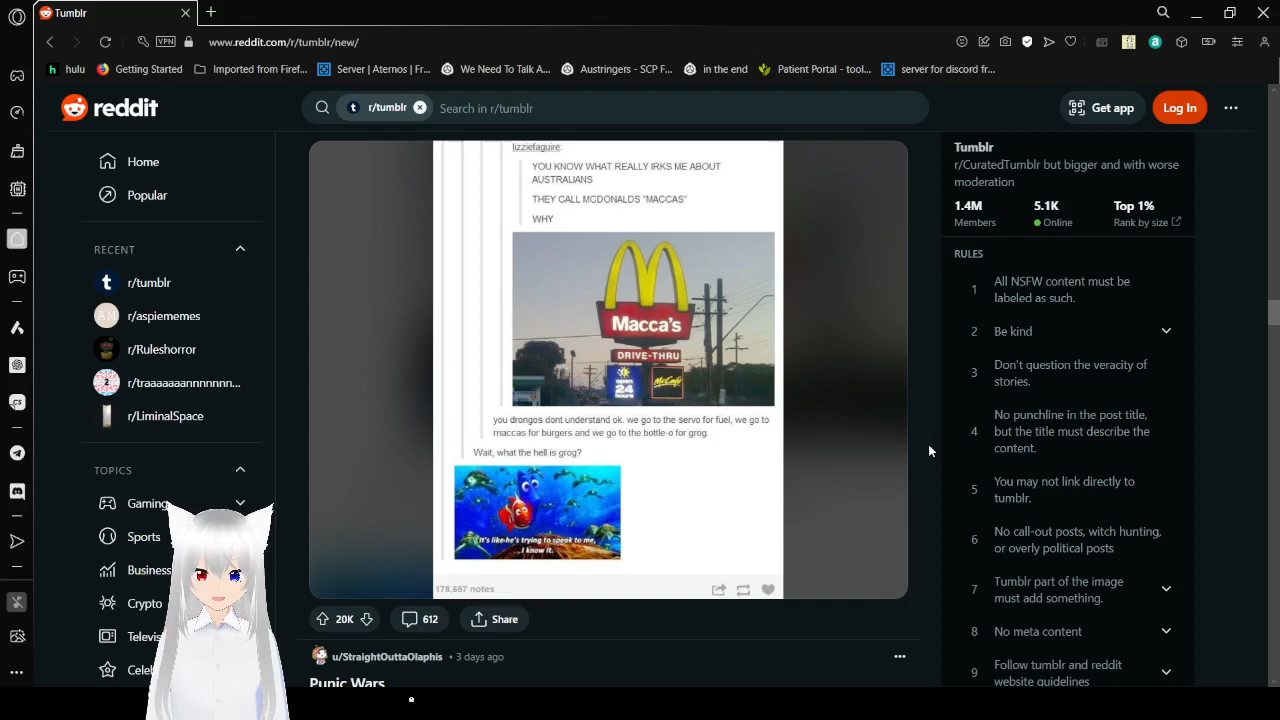 Tumblr
VPN
www.reddit.com/r/tumblr/new/
hulu
Getting Started
Imported from Firef...
Server | Aternos | Fr...
We Need To Talk A...
Austringers - SCP F...
in the end
Patient Portal - tool...
server for discord fr...
reddit
r/tumblr
Search in r/tumblr
Get app
Log In
Home
Popular
RECENT
r/tumblr
r/aspiememes
r/Ruleshorror
r/traaaaaaannnnnnn...
r/LiminalSpace
TOPICS
Gaming
Sports
Business
Crypto
Televis
Celeb
lizziefaguire:
YOU KNOW WHAT REALLY IRKS ME ABOUT
AUSTRALIANS
THEY CALL MCDONALDS "MACCAS"
WHY
Macca's
DRIVE-THRU
open
24
hours
McCafé
you drongos dont understand ok. we go to the servo for fuel, we go to
maccas for burgers and we go to the bottle-o for grog.
Wait, what the hell is grog?
It's like he's trying to speak to me,
I know it.
178,657 notes
20K
612
Share
u/StraightOuttaOlaphis • 3 days ago
Punic Wars
Tumblr
r/CuratedTumblr but bigger and with worse
moderation
1.4M
5.1K
Top 1%
Members
Online
Rank by size
RULES
1 All NSFW content must be
labeled as such.
2 Be kind
3 Don't question the veracity of
stories.
4 No punchline in the post title,
but the title must describe the
content.
5 You may not link directly to
tumblr.
6 No call-out posts, witch hunting,
or overly political posts
7 Tumblr part of the image
must add something.
8 No meta content
9 Follow tumblr and reddit
website guidelines